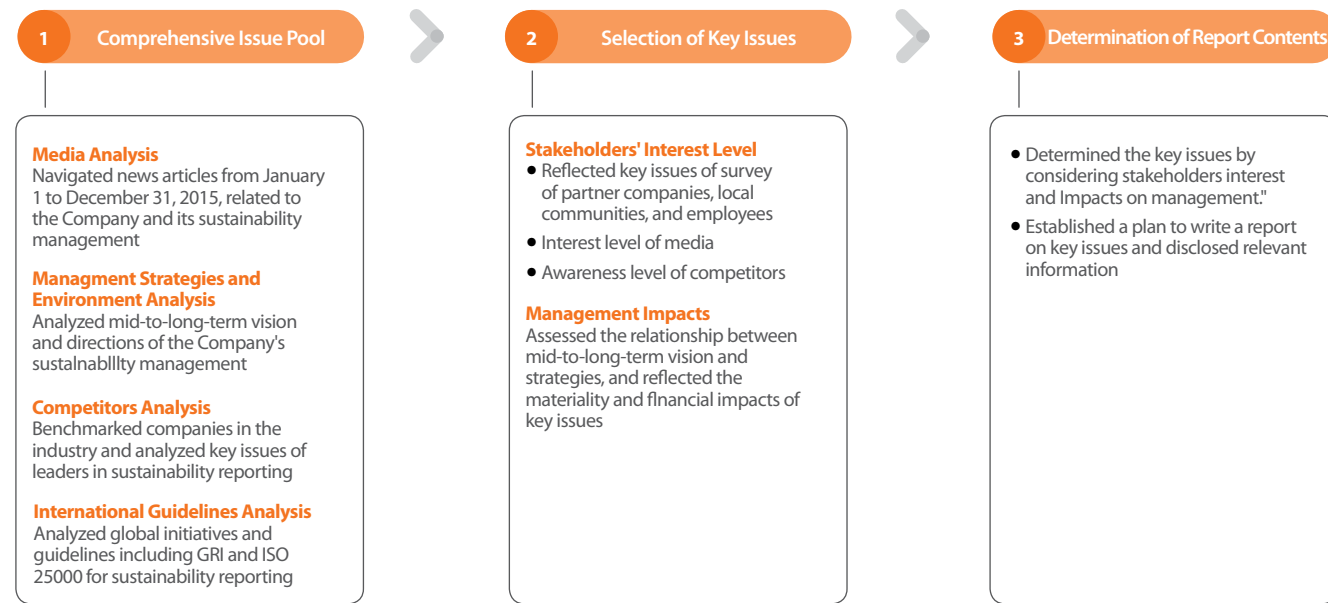 1 Comprehensive Issue Pool
Media Analysis
Navigated news articles from January
1 to December 31, 2015, related to
the Company and its sustainability
management
Managment Strategies and
Environment Analysis
Analyzed mid-to-long-term vision
and directions of the Company's
sustalnablllty management
Competitors Analysis
Benchmarked companies in the
industry and analyzed key issues of
leaders in sustainability reporting
International Guidelines Analysis
Analyzed global initiatives and
guidelines including GRI and ISO
25000 for sustainability reporting
2 Selection of Key Issues
Stakeholders' Interest Level
• Reflected key issues of survey
of partner companies, local
communities, and employees
• Interest level of media
• Awareness level of competitors
Management Impacts
Assessed the relationship between
mid-to-long-term vision and
strategies, and reflected the
materiality and flnancial impacts of
key issues
3 Determination of Report Contents
• Determined the key issues by
considering stakeholders interest
and Impacts on management."
• Established a plan to write a report
on key issues and disclosed relevant
information